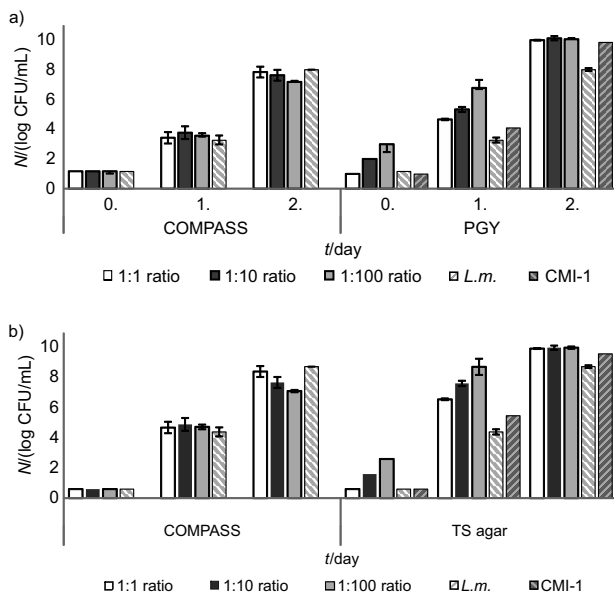 a)
N/(log CFU/mL)
10
8
6
4
2
0
0. 1. 2. 0. 1. 2.
COMPASS PGY
t/day
1:1 ratio 1:10 ratio 1:100 ratio L.m. CMI-1
b)
N/(log CFU/mL)
10
8
6
4
2
0
COMPASS TS agar
t/day
1:1 ratio 1:10 ratio 1:100 ratio L.m. CMI-1